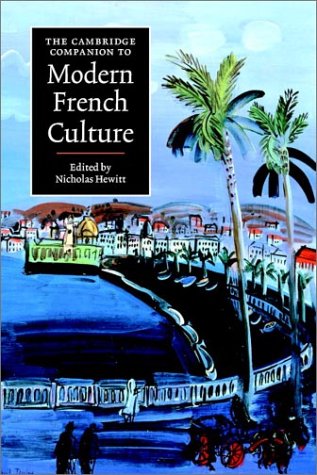 THE CAMBRIDGE
COMPANION TO
Modern
French
Culture
Edited by
Nicholas Hewitt